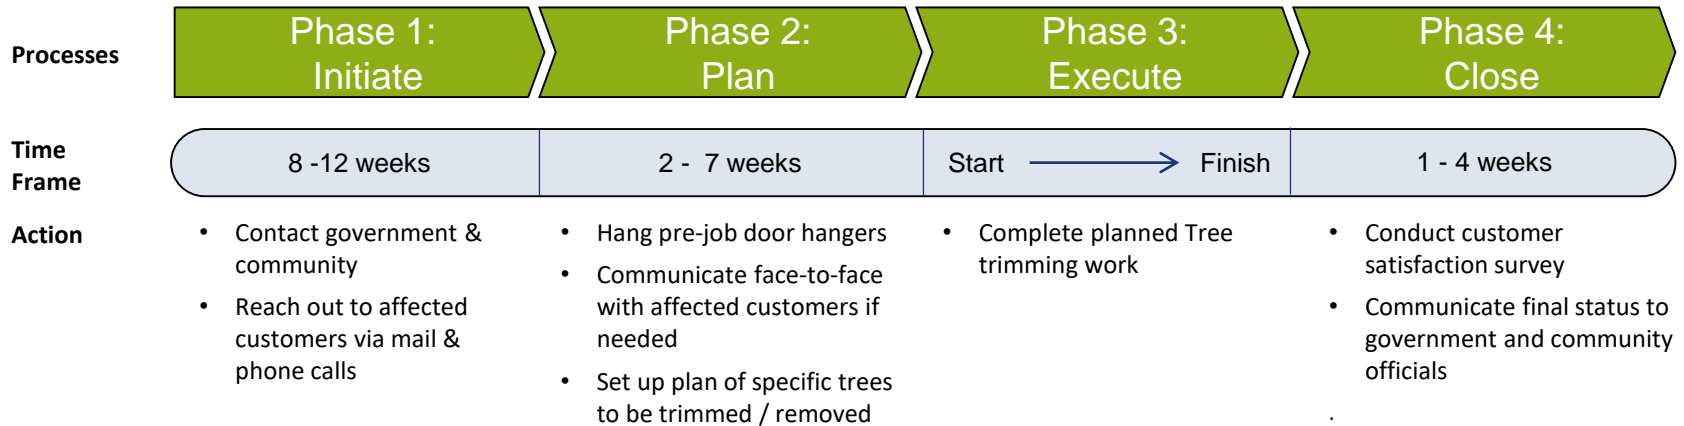 Processes
Phase 1:
Initiate
Phase 2:
Plan
Phase 3:
Execute
Phase 4:
Close
Time
Frame
8 -12 weeks
2 - 7 weeks
Start
Finish
1 - 4 weeks
Action
• Contact government &
community
• Reach out to affected
customers via mail &
phone calls
• Hang pre-job door hangers
• Communicate face-to-face
with affected customers if
needed
• Set up plan of specific trees
to be trimmed / removed
• Complete planned Tree
trimming work
• Conduct customer
satisfaction survey
• Communicate final status to
government and community
officials
.